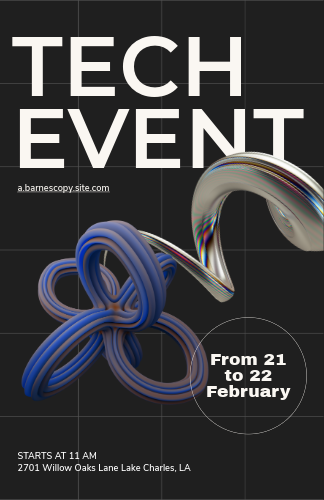 TECH
EVENT
a.barnescopy.site.com
From 21
to 22
February
STARTS AT 11 AM
2701 Willow Oaks Lane Lake Charles, LA